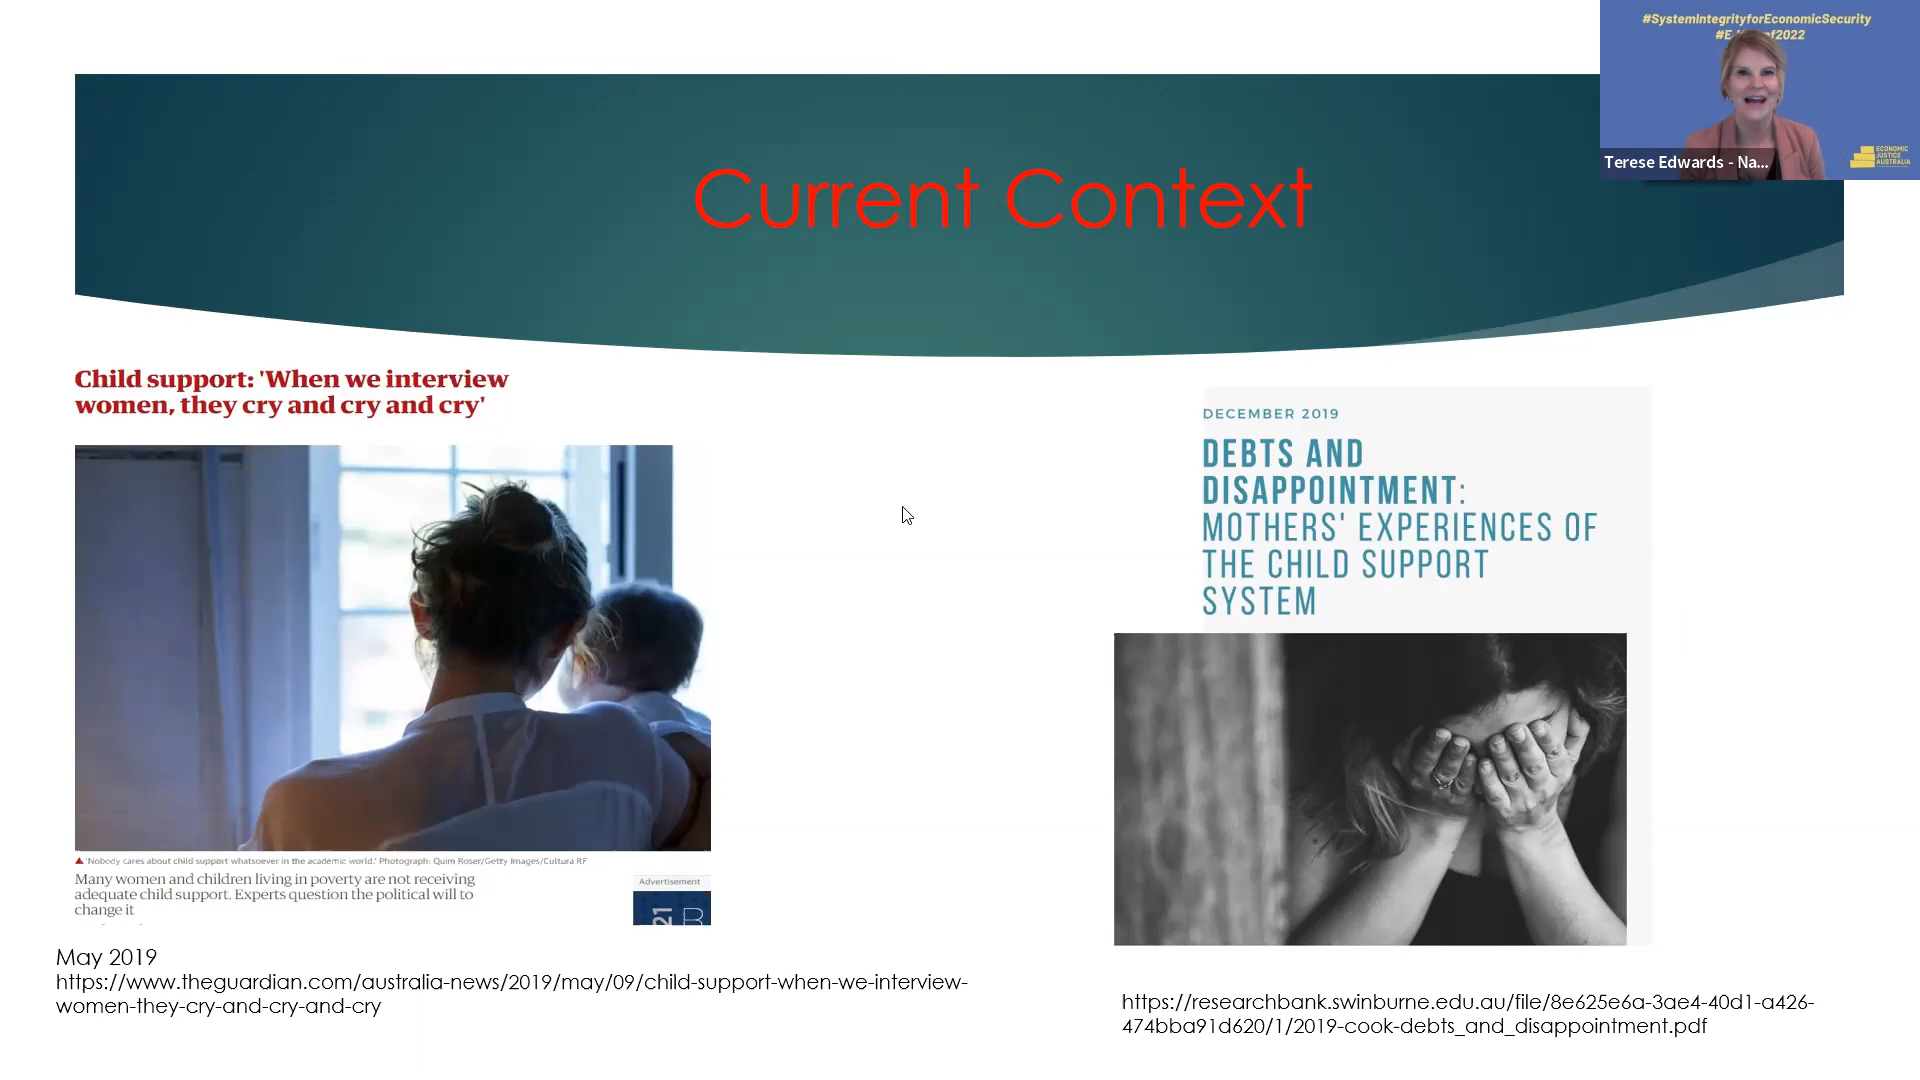 #SystemIntegrityforEconomicSecurity
Terese Edwards - Na...
ECONOMIC
JUSTICE
AUSTRALIA
Current Context
Child support: 'When we interview
women, they cry and cry and cry'
'Nobody cares about child support whatsoever in the academic world.' Photograph: Quim Roser/Getty Images/Cultura RF
Many women and children living in poverty are not receiving
adequate child support. Experts question the political will to
change it
Advertisement
21
May 2019
https://www.theguardian.com/australia-news/2019/may/09/child-support-when-we-interview-
women-they-cry-and-cry-and-cry
DECEMBER 2019
DEBTS AND
DISAPPOINTMENT:
MOTHERS' EXPERIENCES OF
THE CHILD SUPPORT
SYSTEM
https://researchbank.swinburne.edu.au/file/8e625e6a-3ae4-40d1-a426-
474bba91d620/1/2019-cook-debts_and_disappointment.pdf